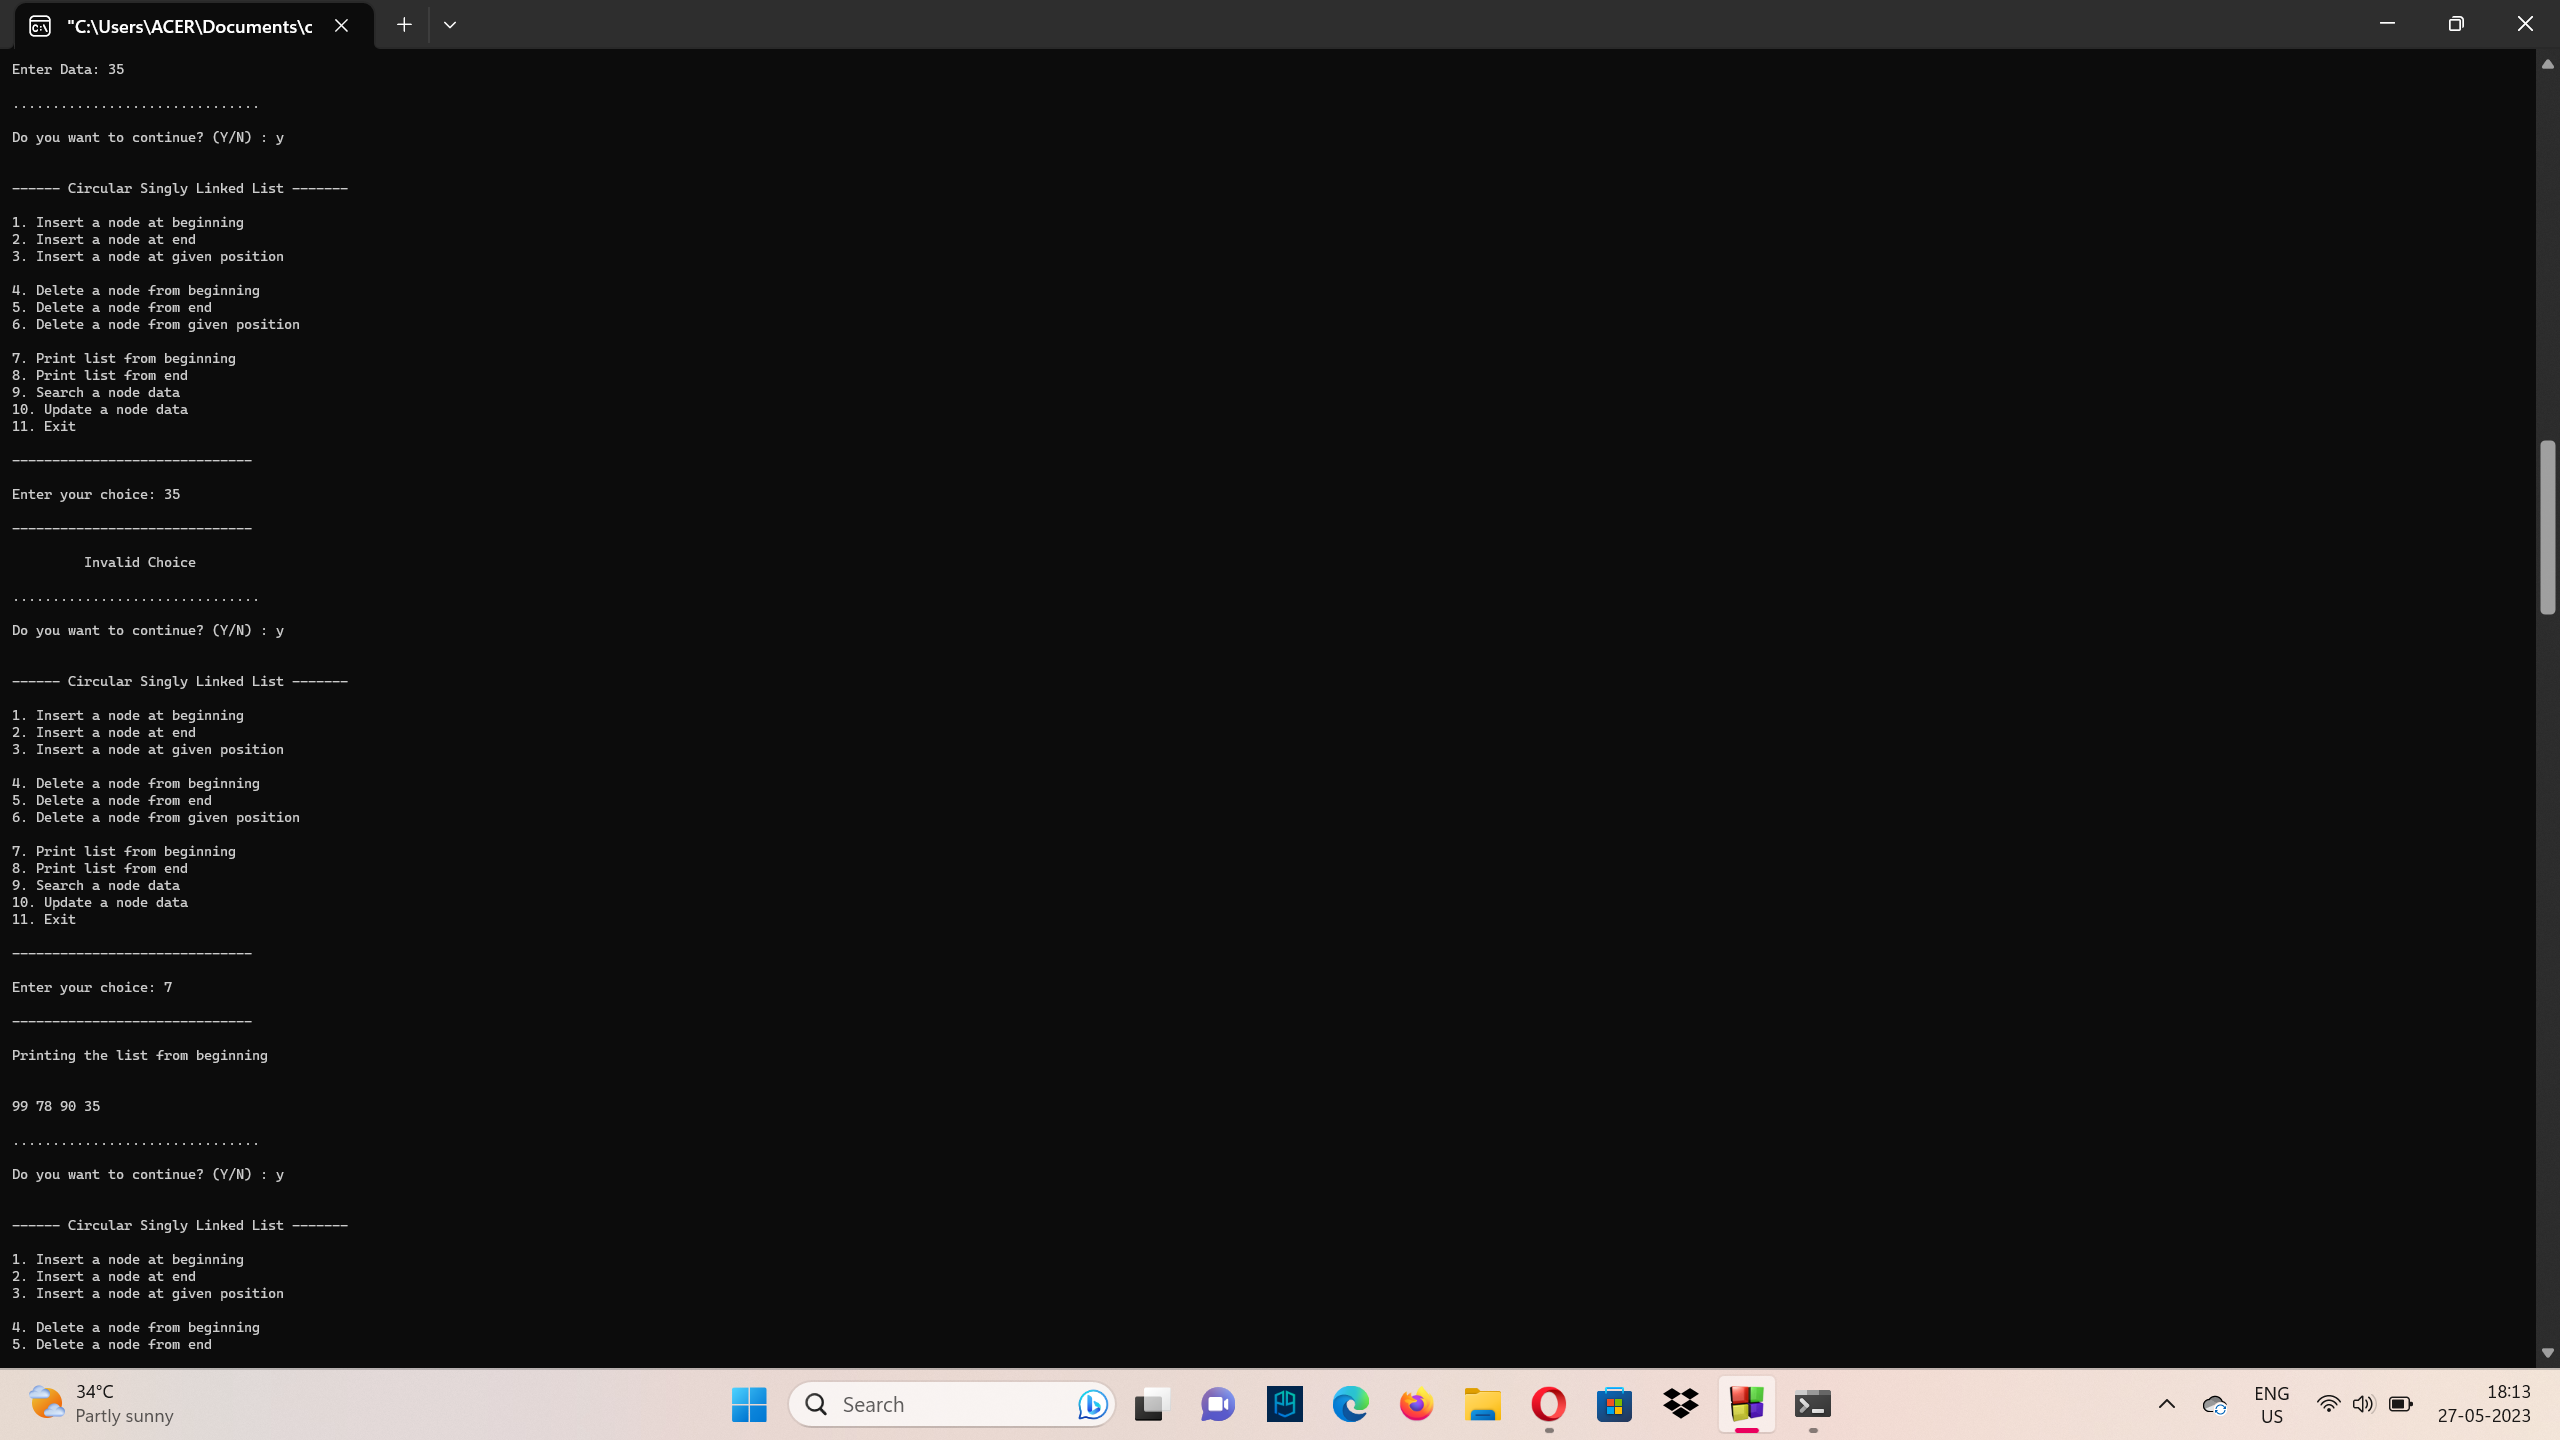 "C:\Users\ACER\Documents\c
Enter Data: 35
...............................
Do you want to continue? (Y/N) : y
------ Circular Singly Linked List -------
1. Insert a node at beginning
2. Insert a node at end
3. Insert a node at given position
4. Delete a node from beginning
5. Delete a node from end
6. Delete a node from given position
7. Print list from beginning
8. Print list from end
9. Search a node data
10. Update a node data
11. Exit
------------------------------
Enter your choice: 35
------------------------------
Invalid Choice
...............................
Do you want to continue? (Y/N) : y
------ Circular Singly Linked List -------
1. Insert a node at beginning
2. Insert a node at end
3. Insert a node at given position
4. Delete a node from beginning
5. Delete a node from end
6. Delete a node from given position
7. Print list from beginning
8. Print list from end
9. Search a node data
10. Update a node data
11. Exit
------------------------------
Enter your choice: 7
------------------------------
Printing the list from beginning
99 78 90 35
...............................
Do you want to continue? (Y/N) : y
------ Circular Singly Linked List -------
1. Insert a node at beginning
2. Insert a node at end
3. Insert a node at given position
4. Delete a node from beginning
5. Delete a node from end
34°C
Partly sunny
Search
ENG
US
18:13
27-05-2023